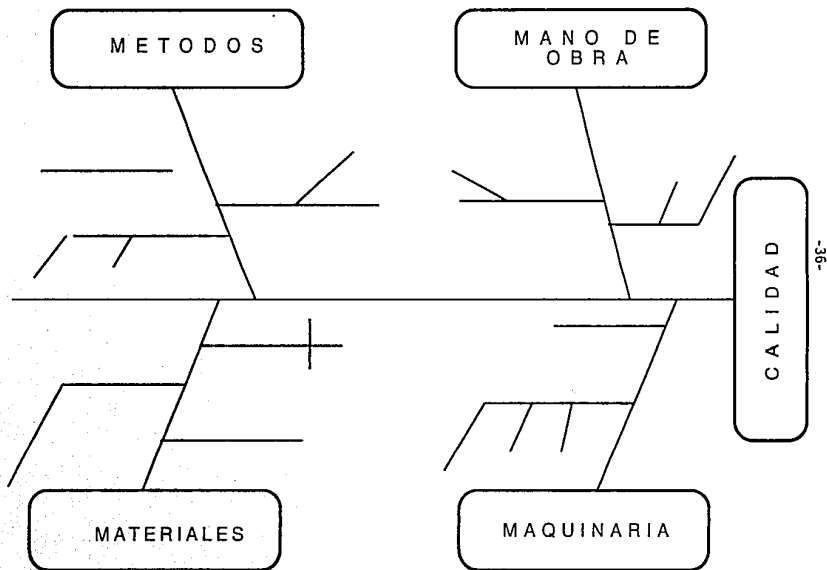 METODOS
MANO DE
OBRA
CALIDAD
-36-
MATERIALES
MAQUINARIA